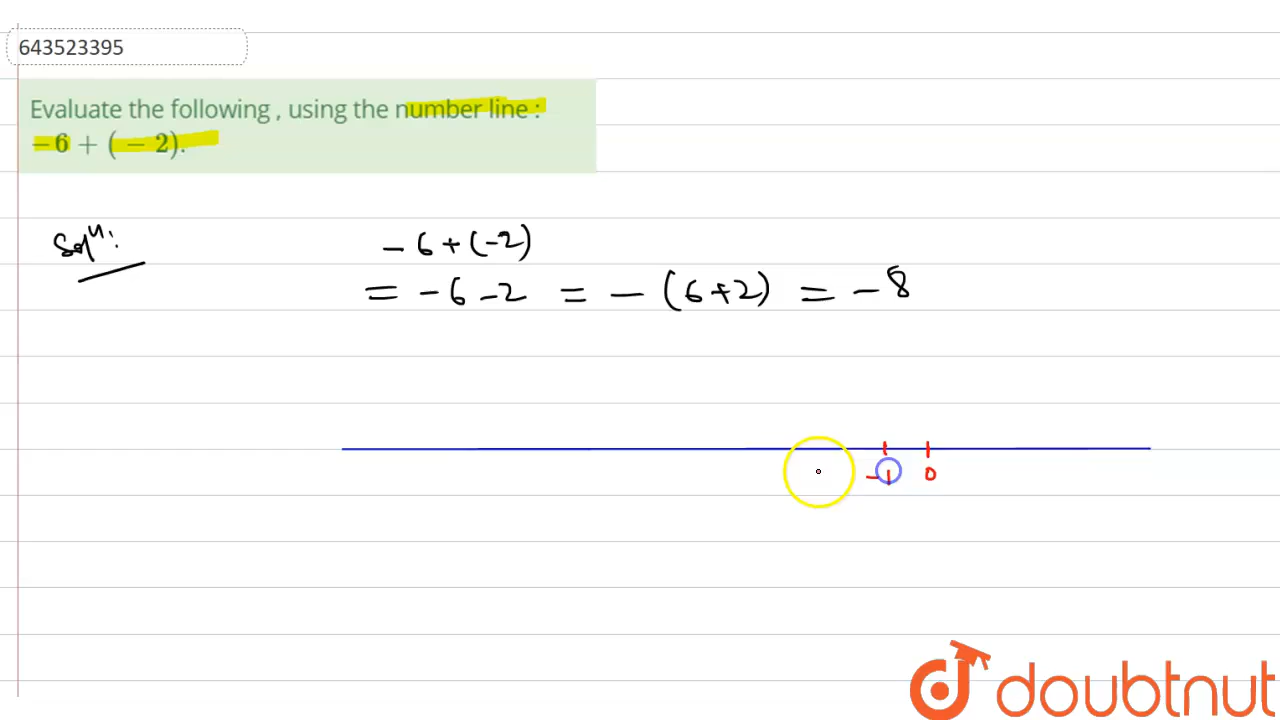 643523395
Evaluate the following , using the number line :
−6 + ( − 2).
Solⁿ:
- 6 + (-2)
= - 6 - 2 = - (6+2) = - 8
-1 0
doubtnut